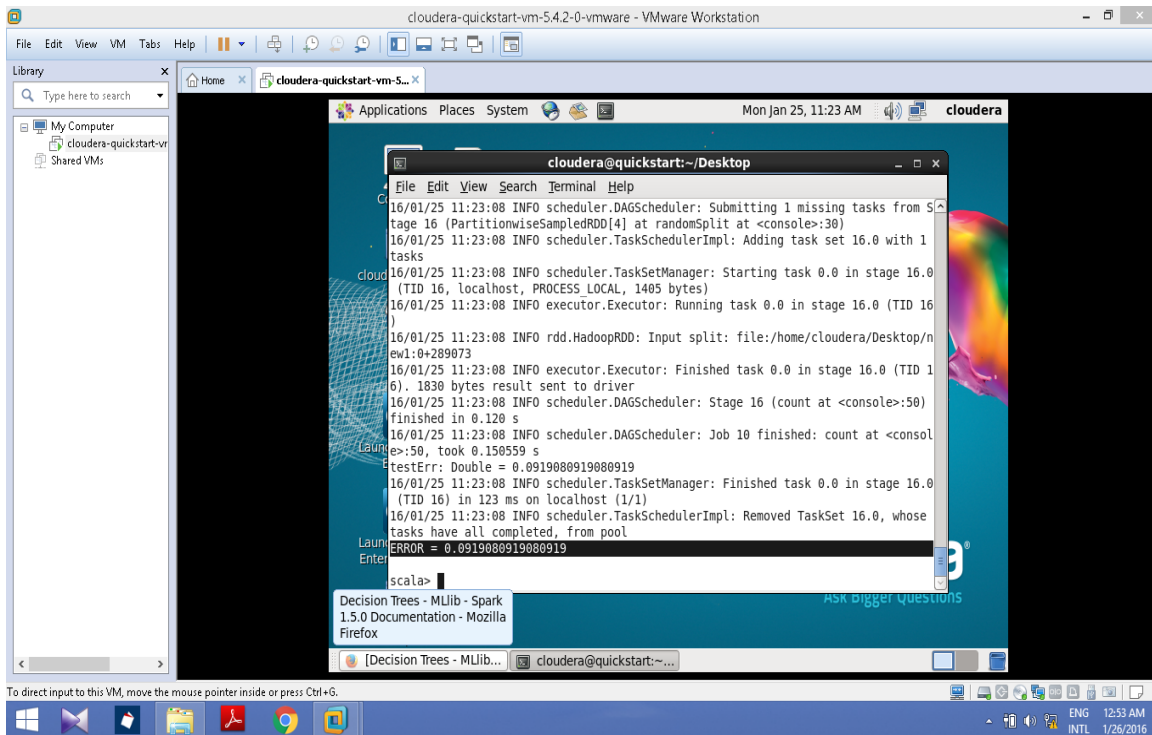 cloudera-quickstart-vm-5.4.2-0-vmware - VMware Workstation
File Edit View VM Tabs Help
Library
Type here to search
My Computer
cloudera-quickstart-vr
Shared VMs
Home
cloudera-quickstart-vm-5...
Applications Places System
Mon Jan 25, 11:23 AM
cloudera
cloudera@quickstart:~/Desktop
File Edit View Search Terminal Help
16/01/25 11:23:08 INFO scheduler.DAGScheduler: Submitting 1 missing tasks from S
tage 16 (PartitionwiseSampledRDD[4] at randomSplit at <console>:30)
16/01/25 11:23:08 INFO scheduler.TaskSchedulerImpl: Adding task set 16.0 with 1
tasks
16/01/25 11:23:08 INFO scheduler.TaskSetManager: Starting task 0.0 in stage 16.0
(TID 16, localhost, PROCESS_LOCAL, 1405 bytes)
16/01/25 11:23:08 INFO executor.Executor: Running task 0.0 in stage 16.0 (TID 16
)
16/01/25 11:23:08 INFO rdd.HadoopRDD: Input split: file:/home/cloudera/Desktop/n
ew1:0+289073
16/01/25 11:23:08 INFO executor.Executor: Finished task 0.0 in stage 16.0 (TID 1
6). 1830 bytes result sent to driver
16/01/25 11:23:08 INFO scheduler.DAGScheduler: Stage 16 (count at <console>:50)
finished in 0.120 s
16/01/25 11:23:08 INFO scheduler.DAGScheduler: Job 10 finished: count at <consol
e>:50, took 0.150559 s
testErr: Double = 0.0919080919080919
16/01/25 11:23:08 INFO scheduler.TaskSetManager: Finished task 0.0 in stage 16.0
(TID 16) in 123 ms on localhost (1/1)
16/01/25 11:23:08 INFO scheduler.TaskSchedulerImpl: Removed TaskSet 16.0, whose
tasks have all completed, from pool
ERROR = 0.0919080919080919
scala>
cloud
Laun
Laun
Enter
Ask Bigger Questions
Decision Trees - MLlib - Spark
1.5.0 Documentation - Mozilla
Firefox
[Decision Trees - MLlib...
cloudera@quickstart:~...
To direct input to this VM, move the mouse pointer inside or press Ctrl+G.
ENG 12:53 AM
INTL 1/26/2016